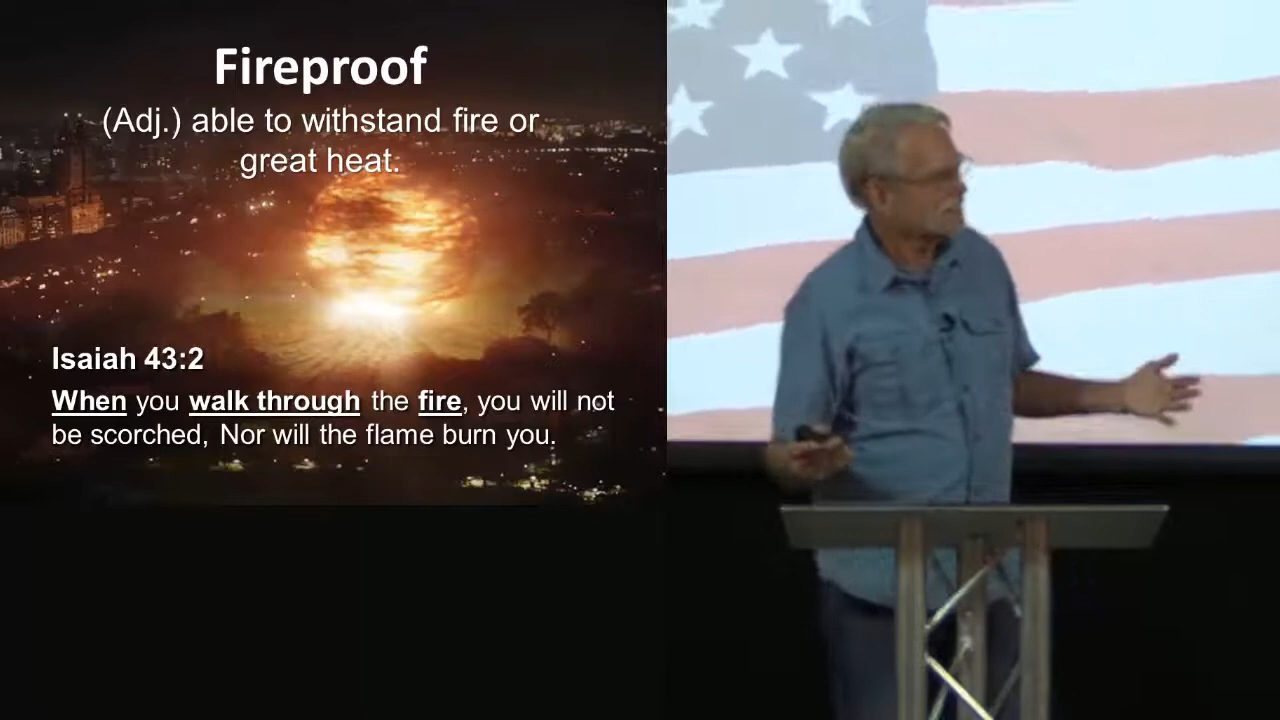 Fireproof
(Adj.) able to withstand fire or
great heat.
Isaiah 43:2
When you walk through the fire, you will not
be scorched, Nor will the flame burn you.